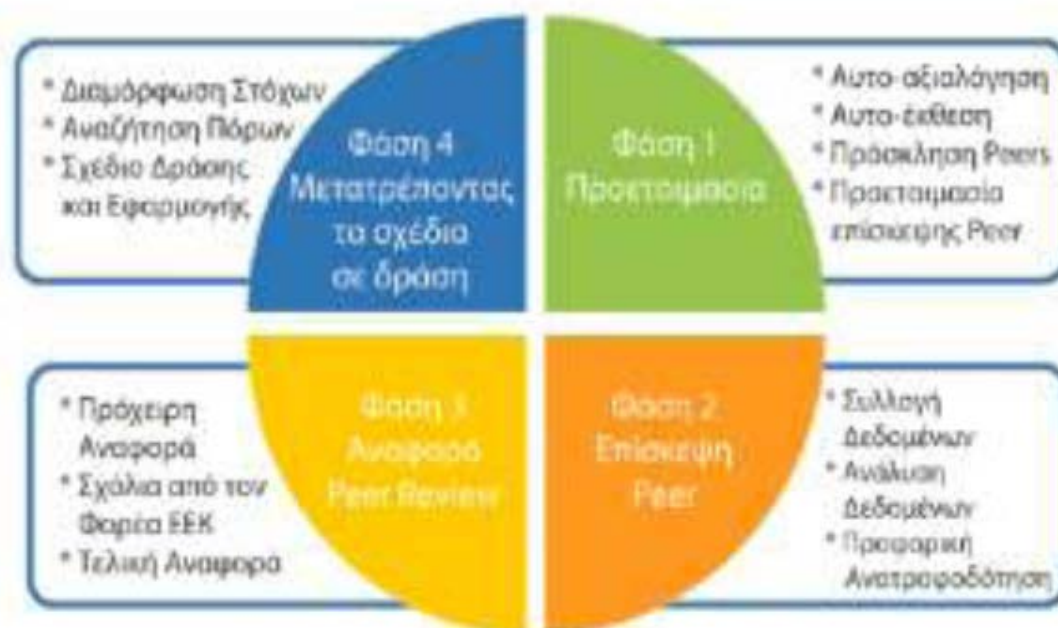 * Διαμόρφωση Στόχων
* Αναζήτηση Πόρων
* Σχέδιο Δράσης
και Εφαρμογής
Φάση 4
Μετατρέποντας
τα σχέδια
σε δράση
Φάση 1
Προετοιμασία
* Αυτο-αξιολόγηση
* Αυτο-έκθεση
* Πρόσκληση Peers
* Προετοιμασία
επίσκεψης Peer
* Πρόχειρη
Αναφορά
* Σχόλια από τον
Φορέα ΕΕΚ
* Τελική Αναφορά
Φάση 3
Αναφορά
Peer Review
Φάση 2
Επίσκεψη
Peer
* Συλλογή
Δεδομένων
* Ανάλυση
Δεδομένων
* Προφορική
Ανατροφοδότηση